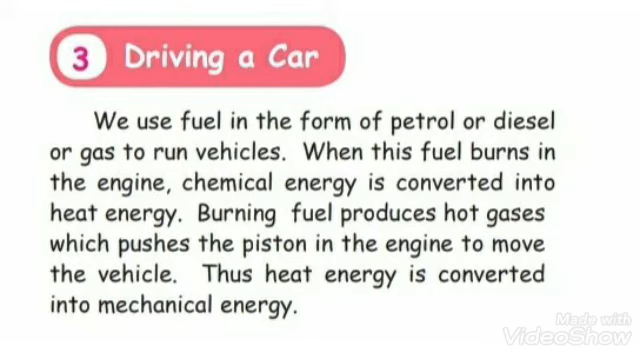 3 Driving a Car
We use fuel in the form of petrol or diesel
or gas to run vehicles. When this fuel burns in
the engine, chemical energy is converted into
heat energy. Burning fuel produces hot gases
which pushes the piston in the engine to move
the vehicle. Thus heat energy is converted
into mechanical energy.
Made with
VideoShow